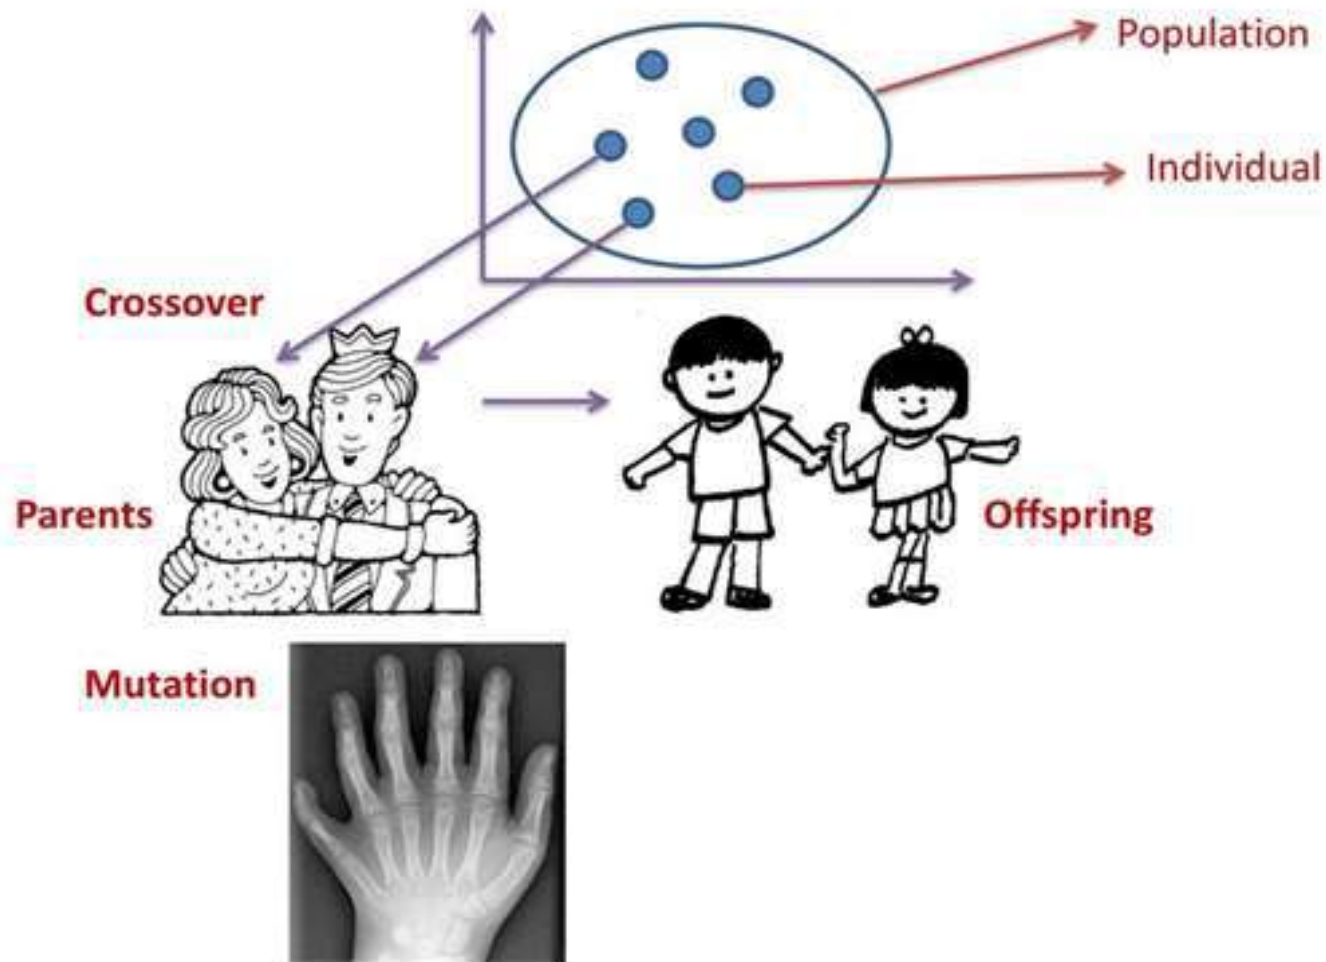 Population
Individual
Crossover
Parents
Offspring
Mutation